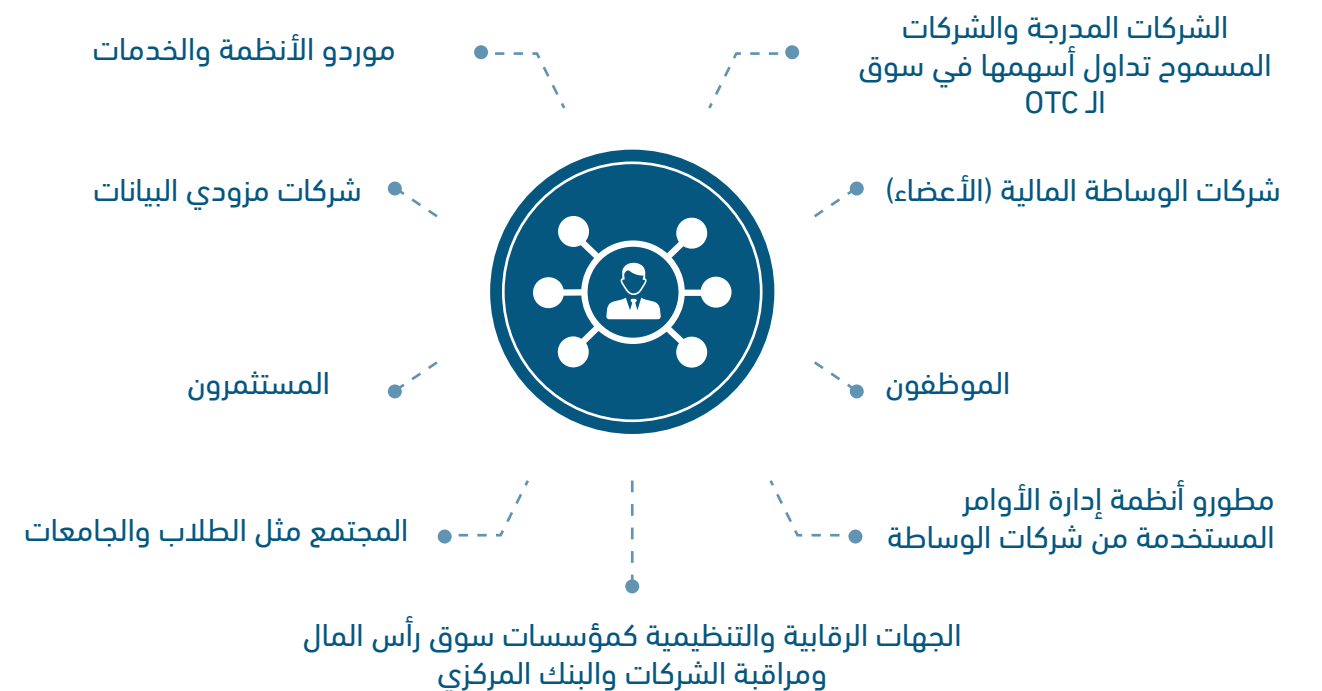 الشركات المدرجة والشركات
المسموح تداول أسهمها في سوق
الـ OTC
موردو الأنظمة والخدمات
شركات الوساطة المالية (الأعضاء)
شركات مزودي البيانات
الموظفون
المستثمرون
مطورو أنظمة إدارة الأوامر
المستخدمة من شركات الوساطة
المجتمع مثل الطلاب والجامعات
الجهات الرقابية والتنظيمية كمؤسسات سوق رأس المال
ومراقبة الشركات والبنك المركزي